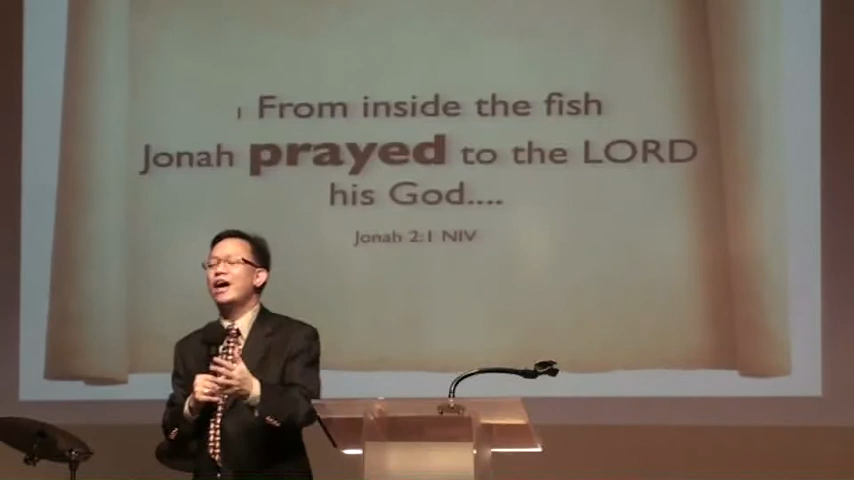 1 From inside the fish
Jonah prayed to the LORD
his God....
Jonah 2:1 NIV